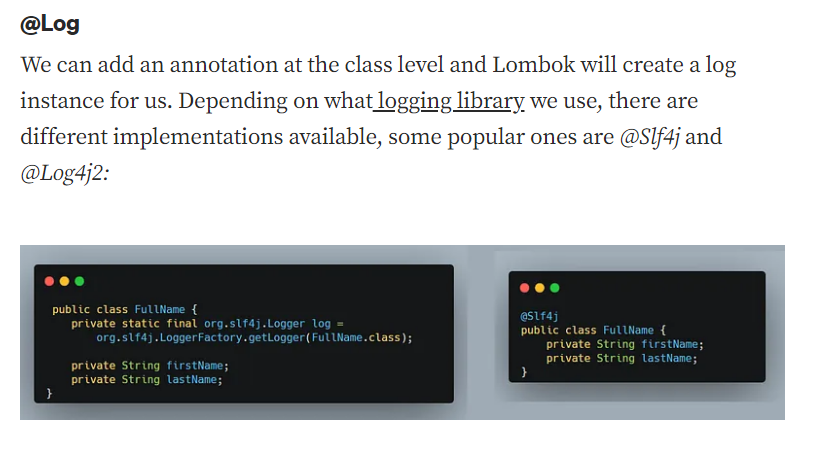 @Log
We can add an annotation at the class level and Lombok will create a log
instance for us. Depending on what logging library we use, there are
different implementations available, some popular ones are @Slf4j and
@Log4j2:
public class FullName {
    private static final org.slf4j.Logger log =
        org.slf4j.LoggerFactory.getLogger(FullName.class);
    private String firstName;
    private String lastName;
}
@Slf4j
public class FullName {
    private String firstName;
    private String lastName;
}